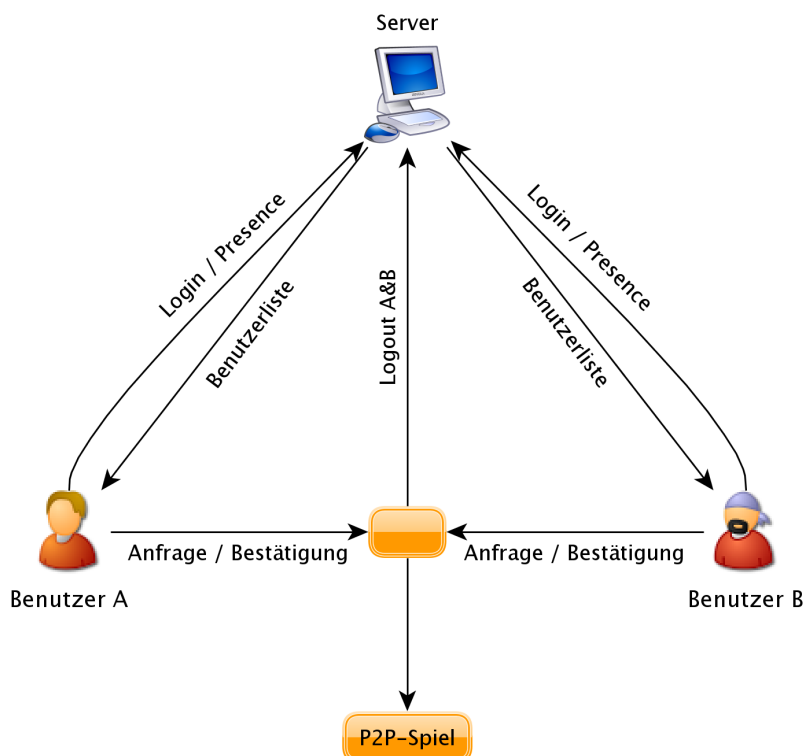 Server
Login / Presence
Benutzerliste
Logout A&B
Login / Presence
Benutzerliste
Anfrage / Bestätigung
Anfrage / Bestätigung
Benutzer A
Benutzer B
P2P-Spiel